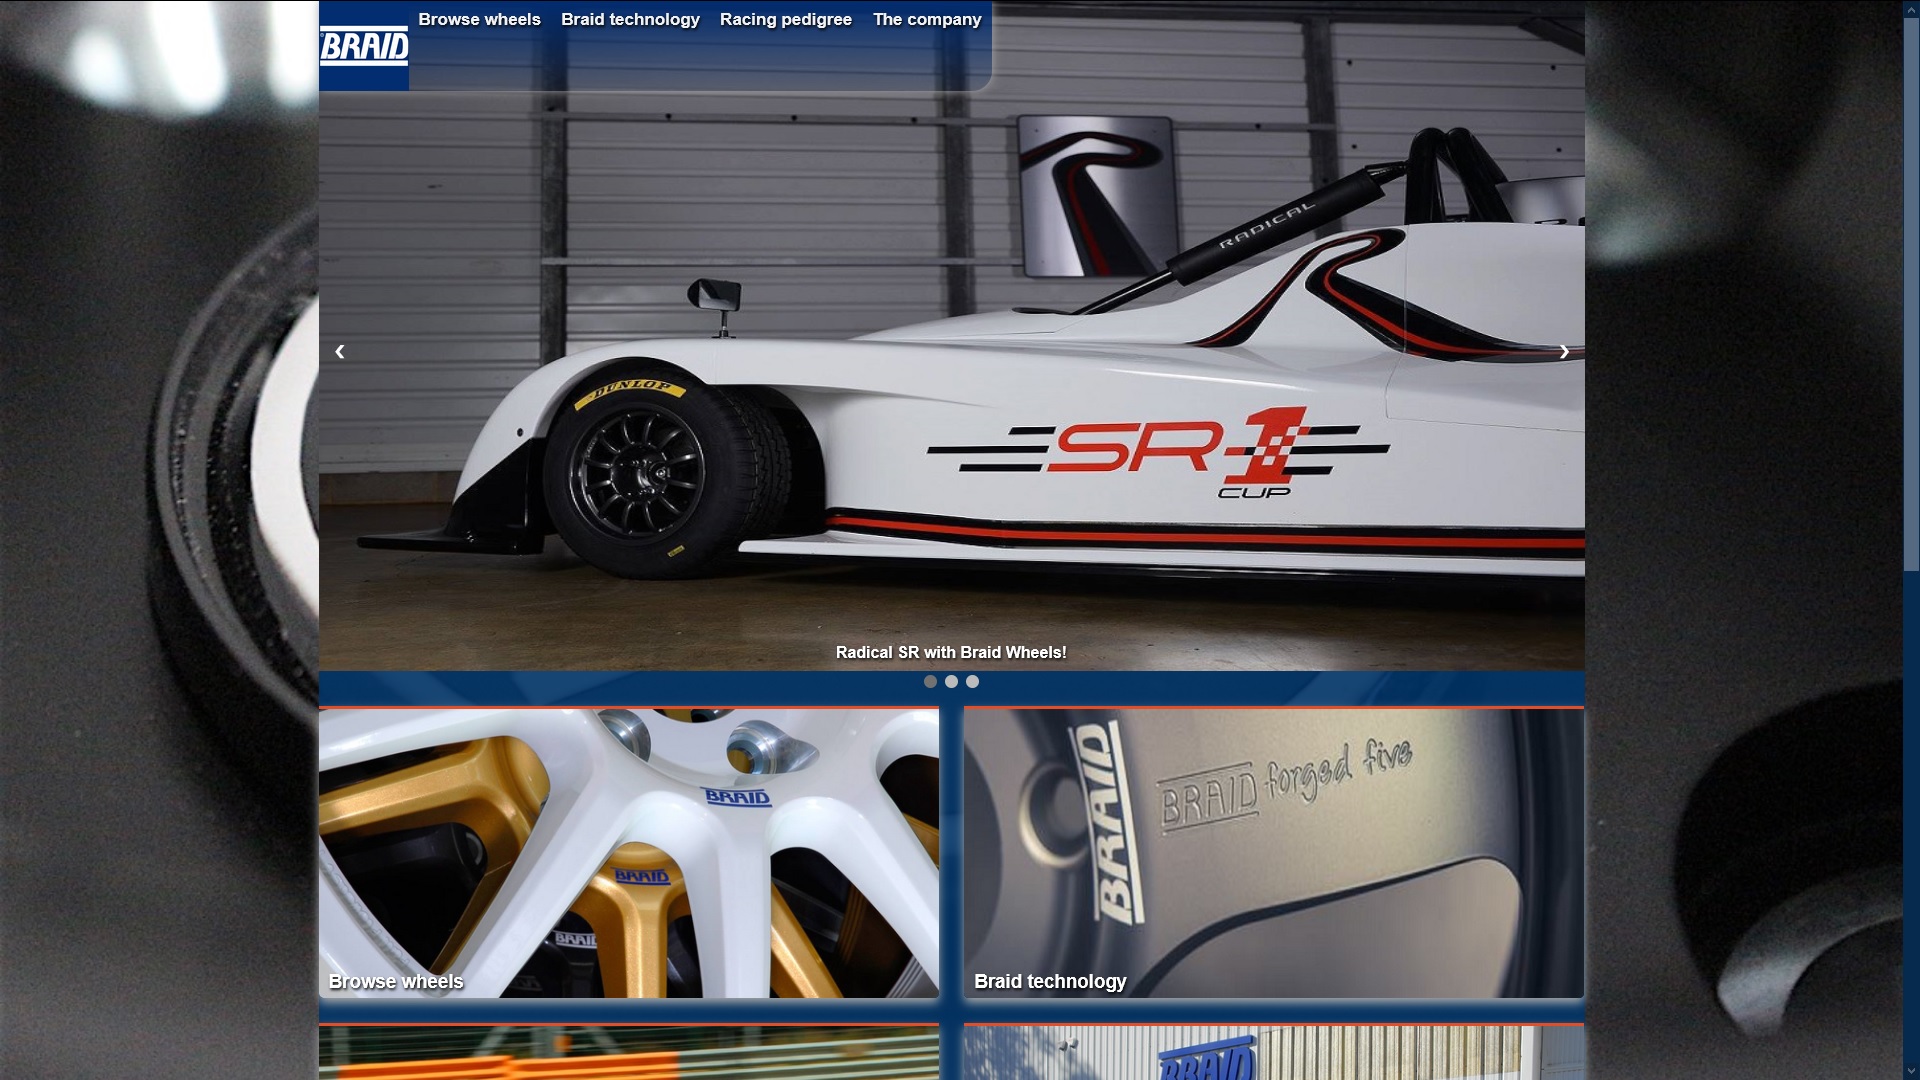 BRAID
Browse wheels
Braid technology
Racing pedigree
The company
RADICAL
DUNLOP
SR1
CUP
Radical SR with Braid Wheels!
BRAID
BRAID
BRAID
Browse wheels
BRAID
BRAID forged five
Braid technology
BRAID